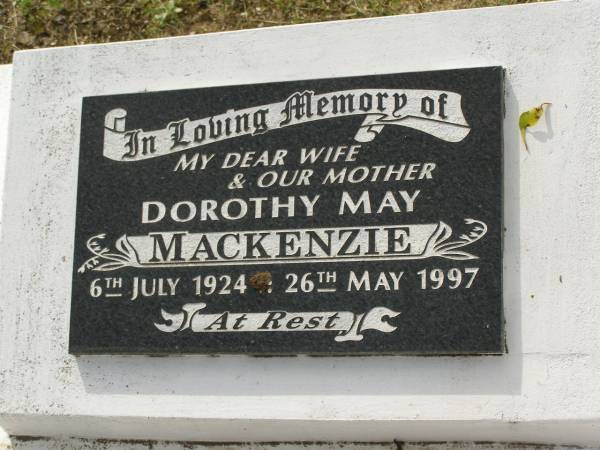 In Loving Memory of
MY DEAR WIFE
& OUR MOTHER
DOROTHY MAY
MACKENZIE
6TH JULY 1924 : 26TH MAY 1997
At Rest